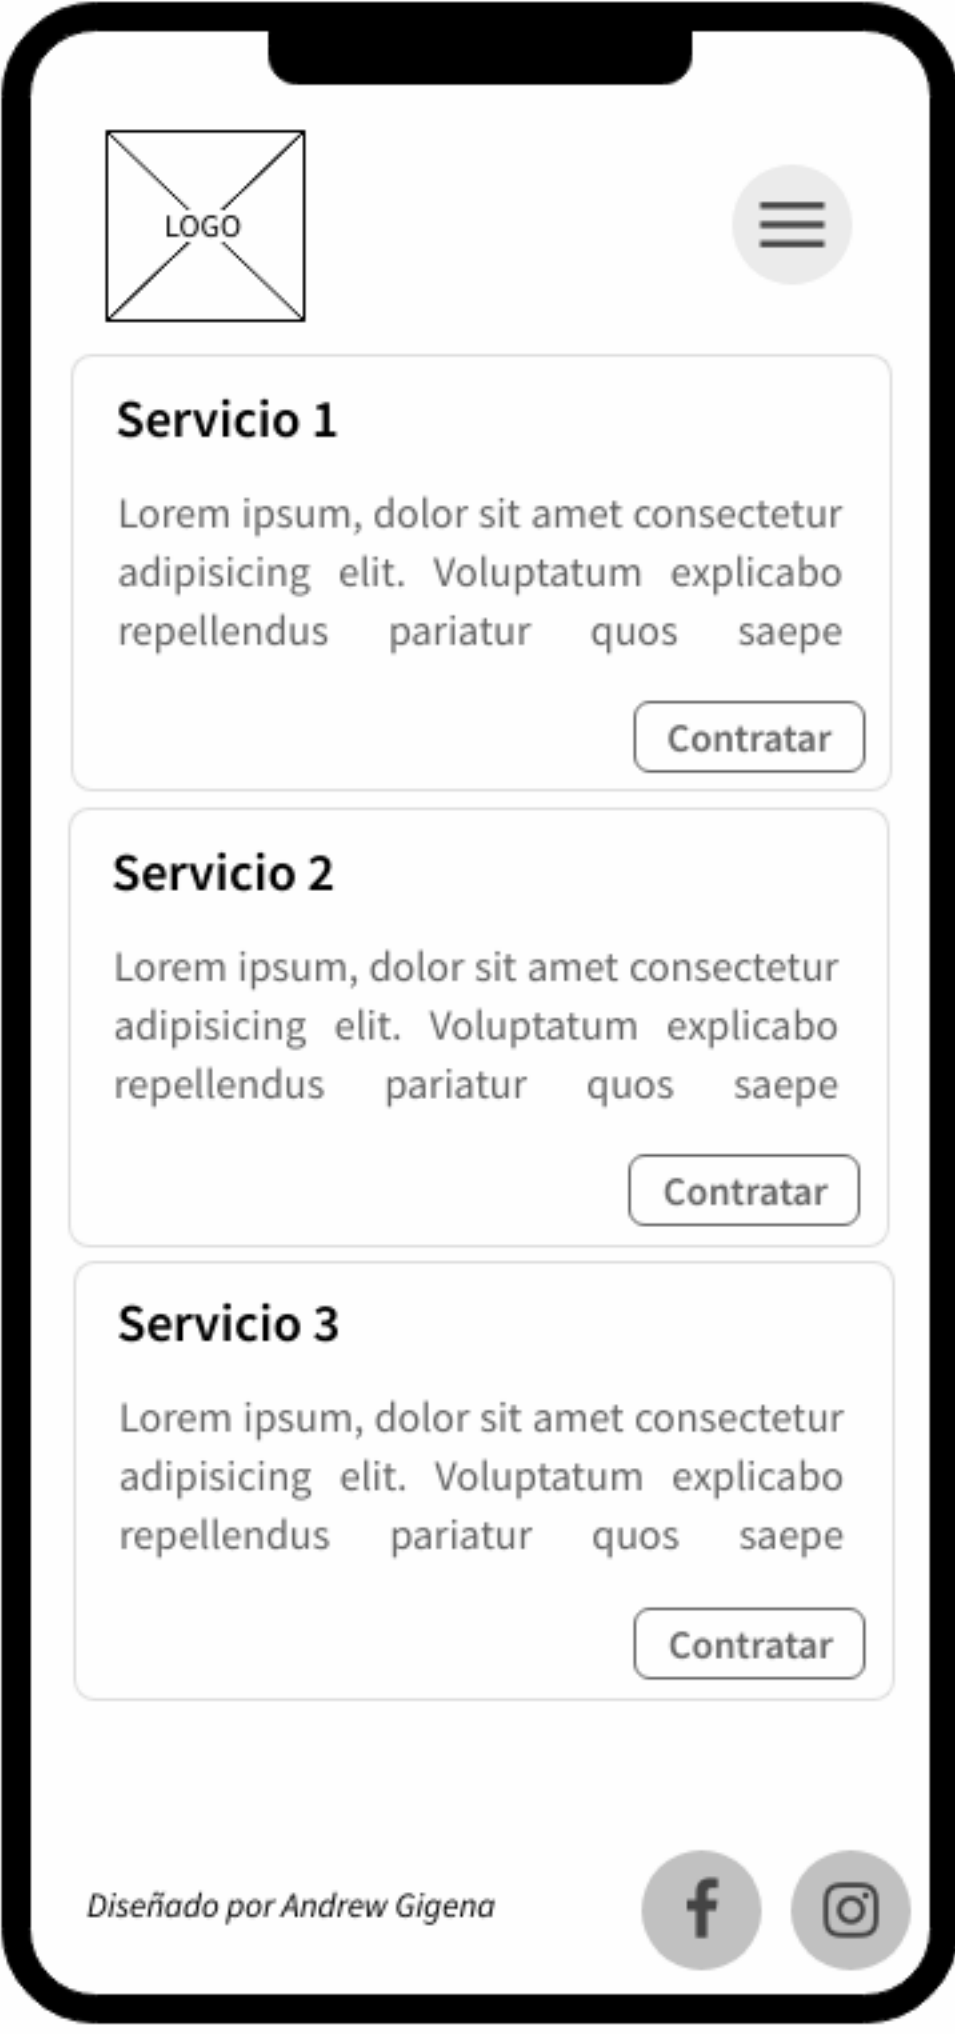 LOGO
Servicio 1
Lorem ipsum, dolor sit amet consectetur
adipisicing elit. Voluptatum explicabo
repellendus pariatur quos saepe
Contratar
Servicio 2
Lorem ipsum, dolor sit amet consectetur
adipisicing elit. Voluptatum explicabo
repellendus pariatur quos saepe
Contratar
Servicio 3
Lorem ipsum, dolor sit amet consectetur
adipisicing elit. Voluptatum explicabo
repellendus pariatur quos saepe
Contratar
Diseñado por Andrew Gigena